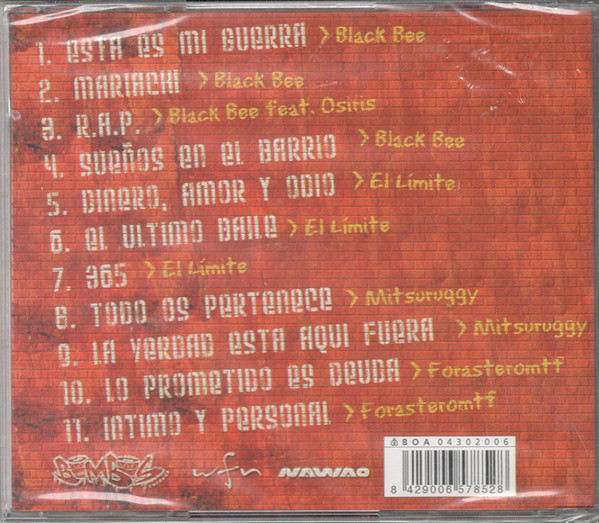 1. Esta es mi guerra > Black Bee
2. Mariachi > Black Bee
3. R.A.P. > Black Bee feat. Osiris
4. Sueños en el barrio > Black Bee
5. Dinero, amor y odio > El Límite
6. El ultimo baile > El Límite
7. 365 > El Límite
8. Todo os pertenece > Mitsuruggy
9. La verdad esta aqui fuera > Mitsuruggy
10. Lo prometido es deuda > Forasteromtf
11. Intimo y personal > Forasteromtf
BOA 04302006
wfn NAWAO
8 429006 578528